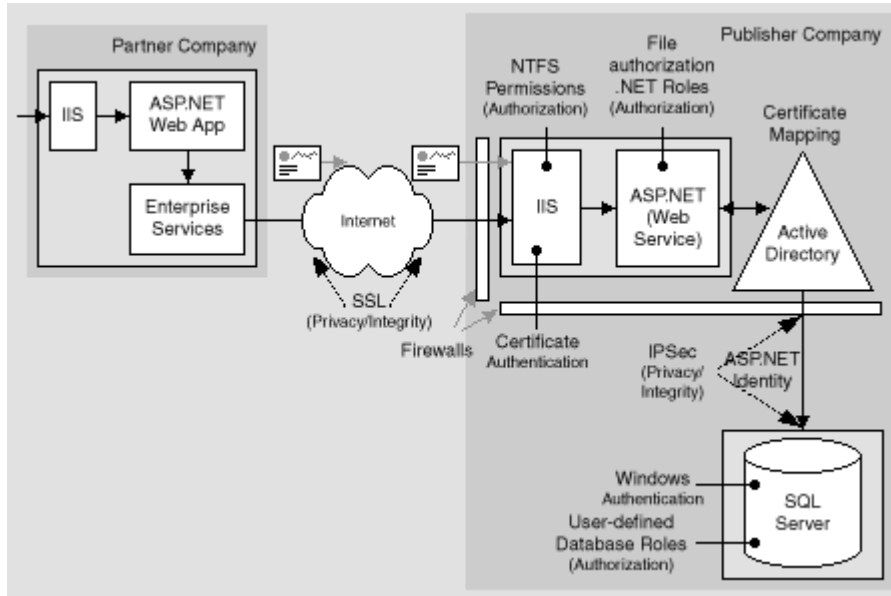 Partner Company
IIS
ASP.NET
Web App
Enterprise
Services
Internet
SSL
(Privacy/Integrity)
Firewalls
Publisher Company
NTFS
Permissions
(Authorization)
File
authorization
.NET Roles
(Authorization)
Certificate
Mapping
IIS
ASP.NET
(Web
Service)
Active
Directory
Certificate
Authentication
IPSec
(Privacy/
Integrity)
ASP.NET
Identity
Windows
Authentication
User-defined
Database Roles
(Authorization)
SQL
Server